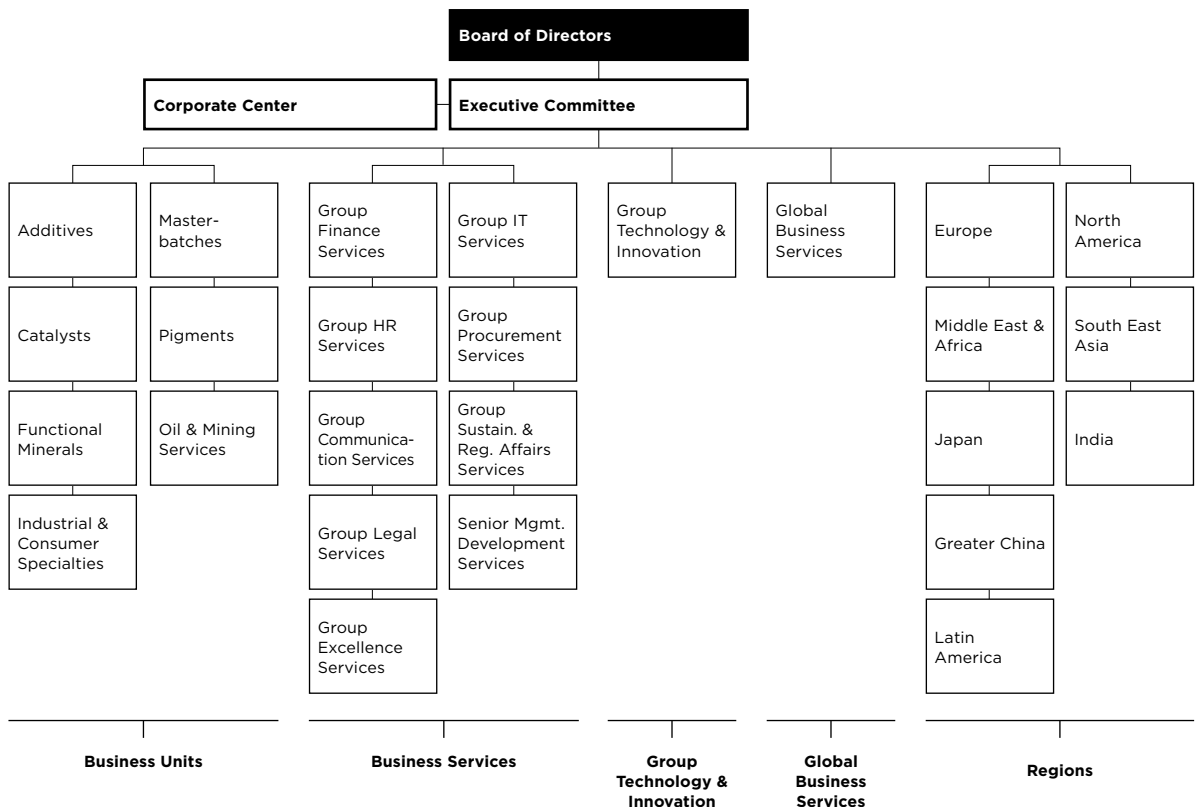 Board of Directors
Corporate Center
Executive Committee
Additives
Master-
batches
Group
Finance
Services
Group IT
Services
Group
Technology &
Innovation
Global
Business
Services
Europe
North
America
Catalysts
Pigments
Group HR
Services
Group
Procurement
Services
Middle East &
Africa
South East
Asia
Functional
Minerals
Oil & Mining
Services
Group
Communica-
tion Services
Group
Sustain. &
Reg. Affairs
Services
Japan
India
Industrial &
Consumer
Specialties
Group Legal
Services
Senior Mgmt.
Development
Services
Greater China
Group
Excellence
Services
Latin
America
Business Units
Business Services
Group
Technology &
Innovation
Global
Business
Services
Regions